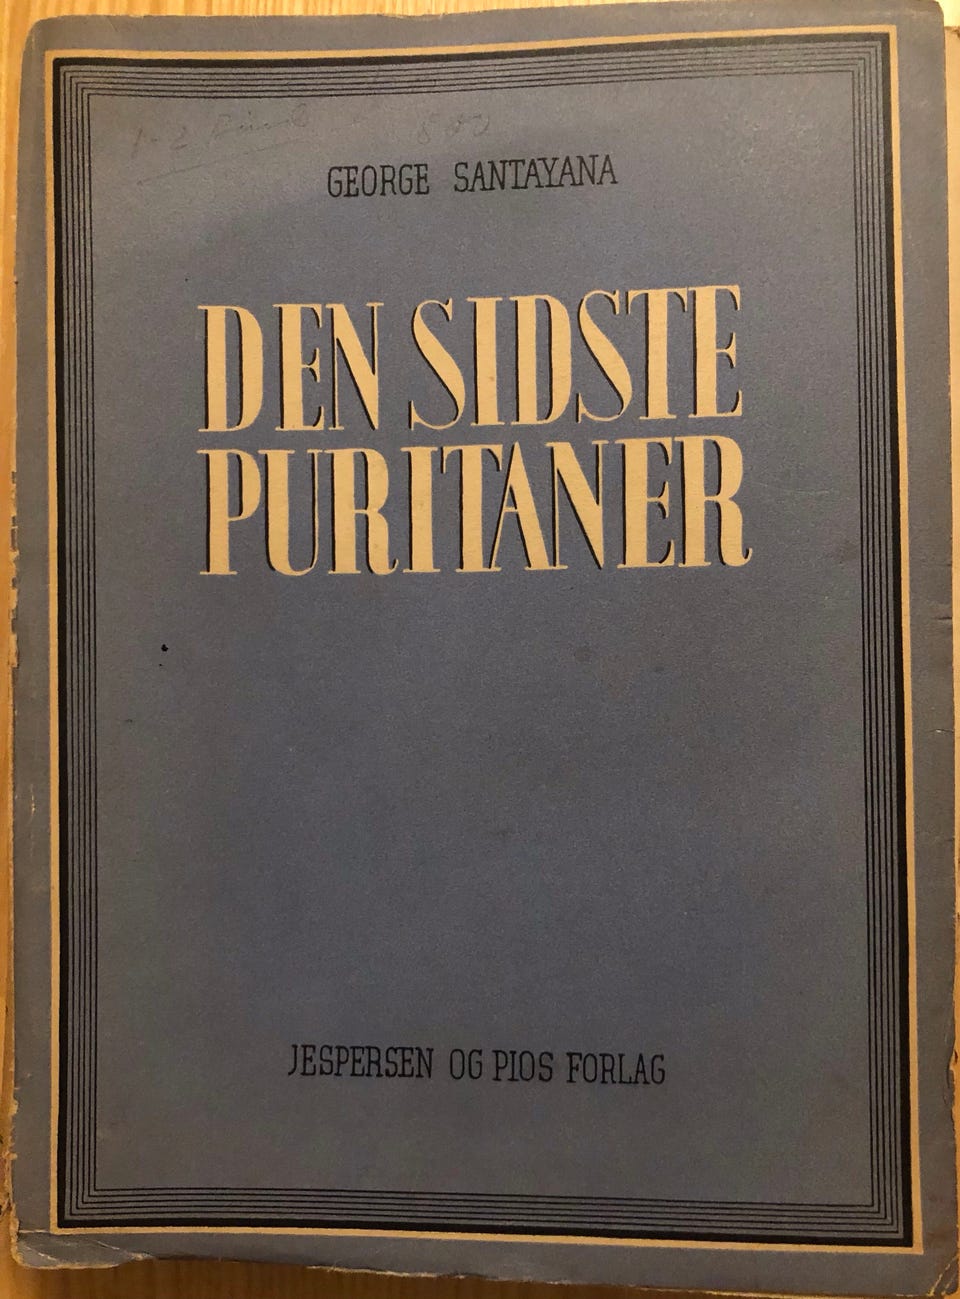 GEORGE SANTAYANA
DEN SIDSTE
PURITANER
JESPERSEN OG PIOS FORLAG